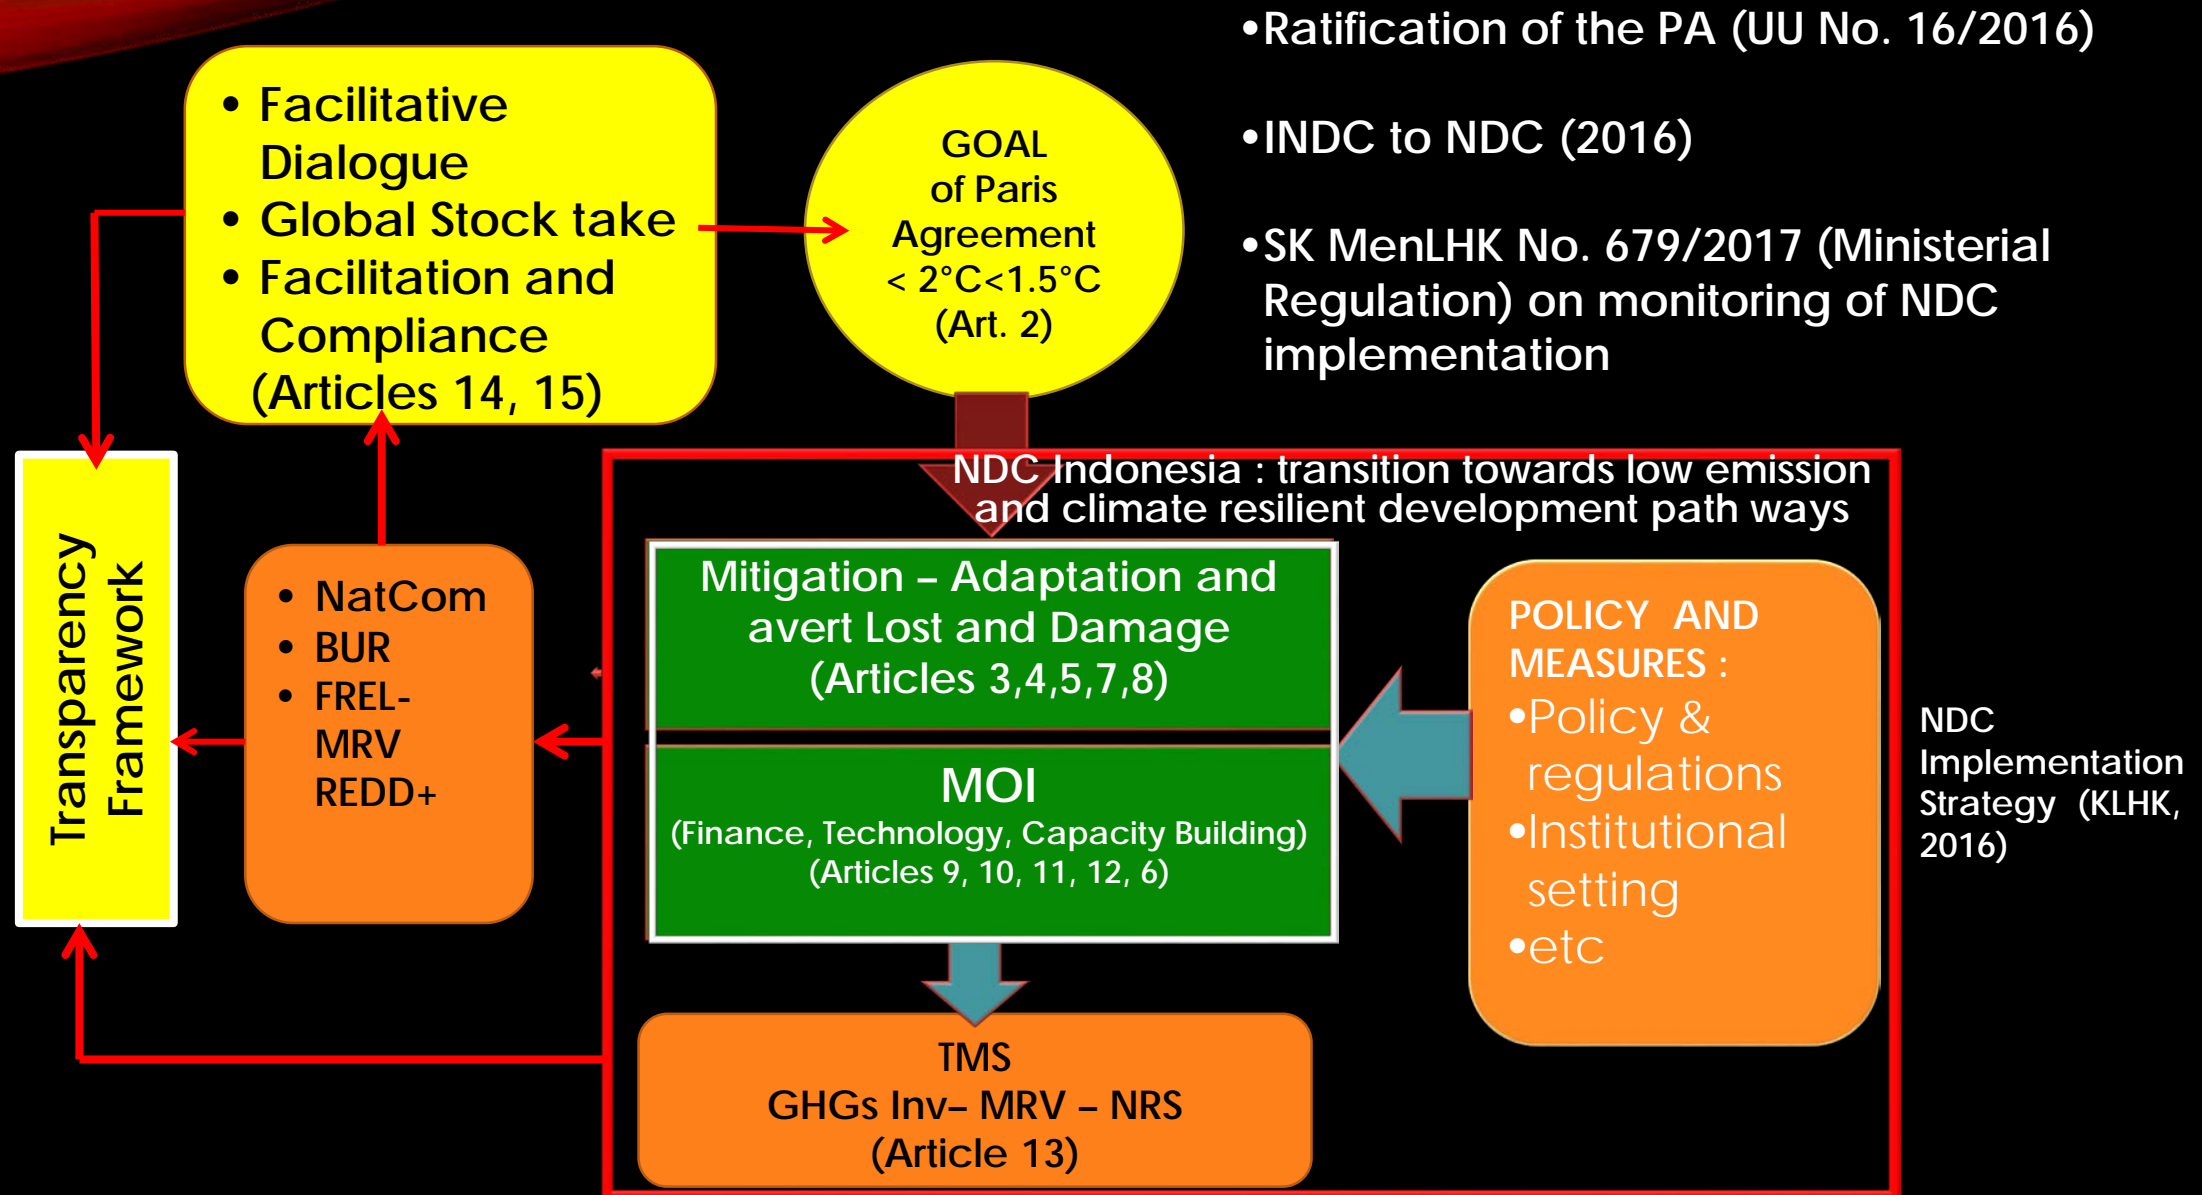 •Ratification of the PA (UU No. 16/2016)
•INDC to NDC (2016)
•SK MenLHK No. 679/2017 (Ministerial
Regulation) on monitoring of NDC
implementation
• Facilitative
Dialogue
• Global Stock take
• Facilitation and
Compliance
(Articles 14, 15)
GOAL
of Paris
Agreement
< 2°C<1.5°C
(Art. 2)
NDC Indonesia : transition towards low emission
and climate resilient development path ways
Transparency
Framework
• NatCom
• BUR
• FREL-
MRV
REDD+
Mitigation – Adaptation and
avert Lost and Damage
(Articles 3,4,5,7,8)
MOI
(Finance, Technology, Capacity Building)
(Articles 9, 10, 11, 12, 6)
POLICY AND
MEASURES :
•Policy &
regulations
•Institutional
setting
•etc
NDC
Implementation
Strategy (KLHK,
2016)
TMS
GHGs Inv– MRV – NRS
(Article 13)